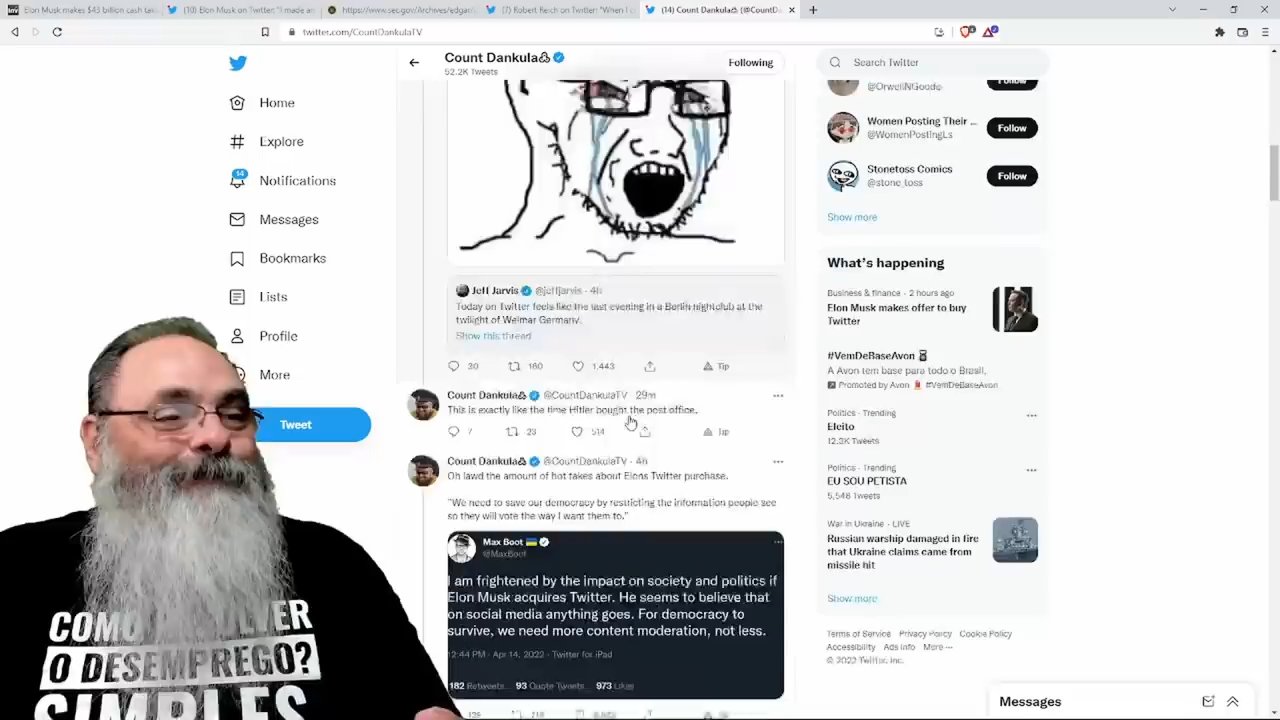 Elon Musk makes $43 billion cash tak
(10) Elon Musk on Twitter: "I made an
https://www.sec.gov/Archives/edgar/
(7) Robert Reich on Twitter: "When I
(14) Count Dankula (@CountD
twitter.com/CountDankulaTV
Count Dankula
52.2K Tweets
Following
Search Twitter
Home
Explore
14
Notifications
Messages
Bookmarks
Lists
Profile
More
Tweet
@OrwellNGoode
Follow
Women Posting Their ...
@WomenPostingLs
Follow
Stonetoss Comics
@stone_toss
Follow
Show more
Jeff Jarvis @jeffjarvis · 4h
Today on Twitter feels like the last evening in a Berlin nightclub at the
twilight of Weimar Germany.
Show this thread
30 160 1,443 Tip
Count Dankula @CountDankulaTV · 29m
This is exactly like the time Hitler bought the post office.
7 23 514 Tip
Count Dankula @CountDankulaTV · 4h
Oh lawd the amount of hot takes about Elons Twitter purchase.
"We need to save our democracy by restricting the information people see
so they will vote the way I want them to."
Max Boot
@MaxBoot
I am frightened by the impact on society and politics if
Elon Musk acquires Twitter. He seems to believe that
on social media anything goes. For democracy to
survive, we need more content moderation, not less.
12:44 PM · Apr 14, 2022 · Twitter for iPad
182 Retweets 93 Quote Tweets 973 Likes
What's happening
Business & finance · 2 hours ago
Elon Musk makes offer to buy
Twitter
#VemDeBaseAvon
A Avon tem base para todo o Brasil.
Promoted by Avon #VemDeBaseAvon
Politics · Trending
Eleito
12.2K Tweets
Politics · Trending
EU SOU PETISTA
5,546 Tweets
War in Ukraine · LIVE
Russian warship damaged in fire
that Ukraine claims came from
missile hit
Show more
Terms of Service Privacy Policy Cookie Policy
Accessibility Ads info More ...
© 2022 Twitter, Inc.
Messages
O DESEMPREGO?
SIMPLES